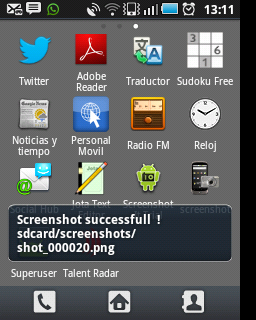 13:11
Twitter
Adobe
Reader
Traductor
Sudoku Free
Noticias y
tiempo
Personal
Movil
Radio FM
Reloj
Social Hub
Jota Text
Screenshot
screenshot
Screenshot successfull !
sdcard/screenshots/
shot_000020.png
Superuser
Talent Radar